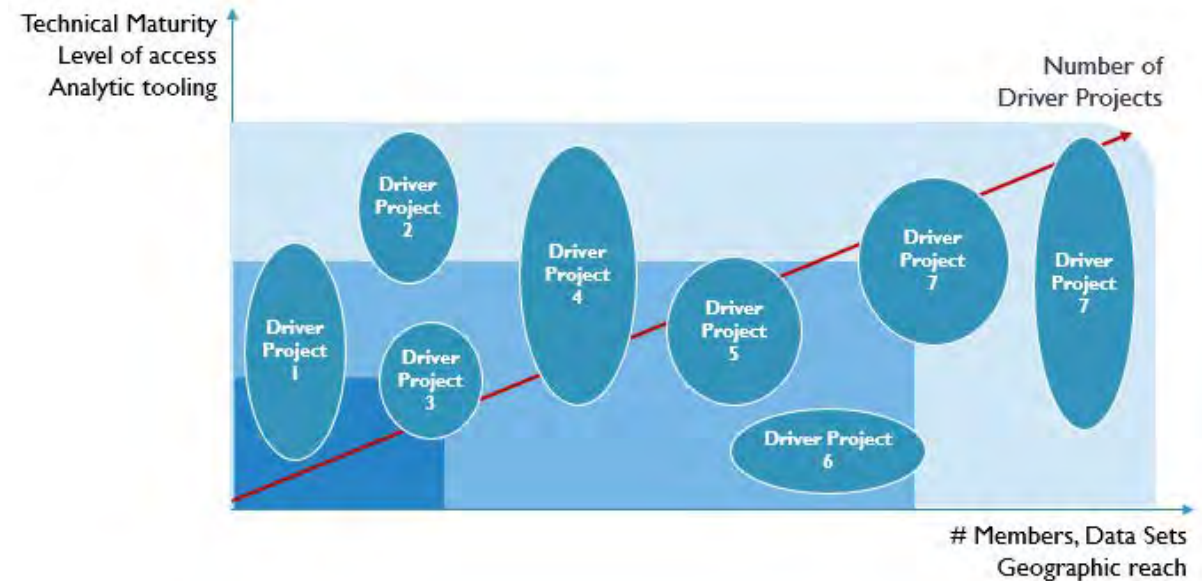 Technical Maturity
Level of access
Analytic tooling
Number of
Driver Projects
Driver
Project
1
Driver
Project
2
Driver
Project
3
Driver
Project
4
Driver
Project
5
Driver Project
6
Driver
Project
7
Driver
Project
7
# Members, Data Sets
Geographic reach